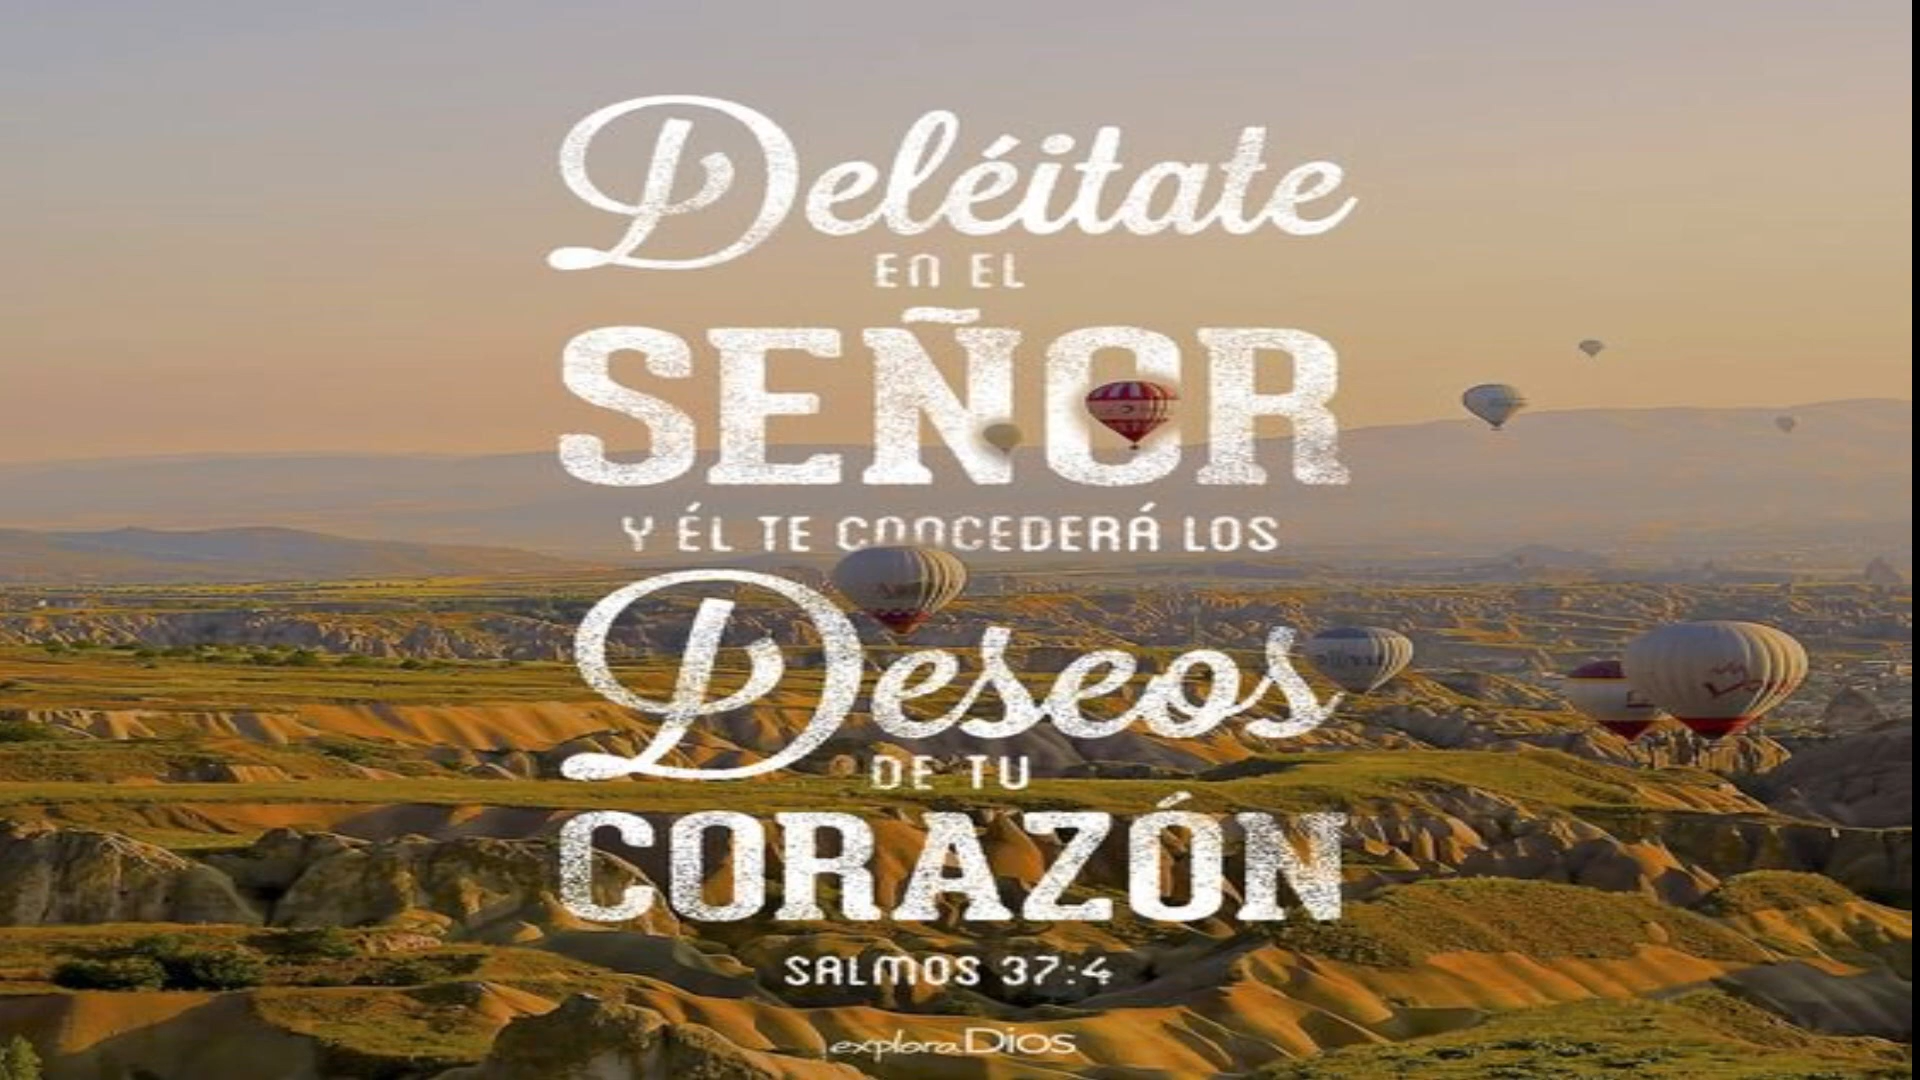 Deléitate
EN EL
SEÑOR
Y ÉL TE CONCEDERÁ LOS
Deseos
DE TU
CORAZÓN
SALMOS 37:4
exploraDios